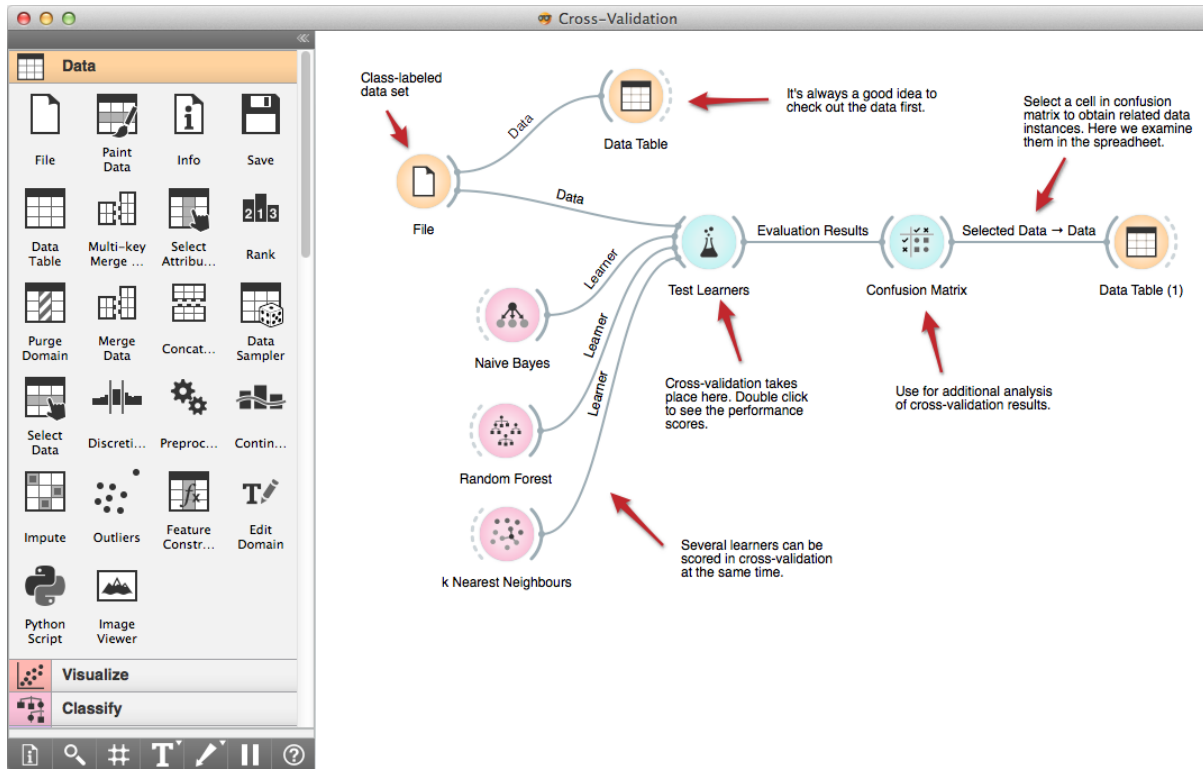 Cross-Validation
Data
File
Paint
Data
Info
Save
Data
Table
Multi-key
Merge ...
Select
Attribu...
Rank
Purge
Domain
Merge
Data
Concat...
Data
Sampler
Select
Data
Discreti...
Preproc...
Contin...
Impute
Outliers
Feature
Constr...
Edit
Domain
Python
Script
Image
Viewer
Visualize
Classify
Class-labeled
data set
File
Data
Data Table
It's always a good idea to
check out the data first.
Data
Learner
Learner
Learner
Naive Bayes
Random Forest
k Nearest Neighbours
Test Learners
Evaluation Results
Confusion Matrix
Selected Data → Data
Data Table (1)
Select a cell in confusion
matrix to obtain related data
instances. Here we examine
them in the spreadheet.
Cross-validation takes
place here. Double click
to see the performance
scores.
Use for additional analysis
of cross-validation results.
Several learners can be
scored in cross-validation
at the same time.